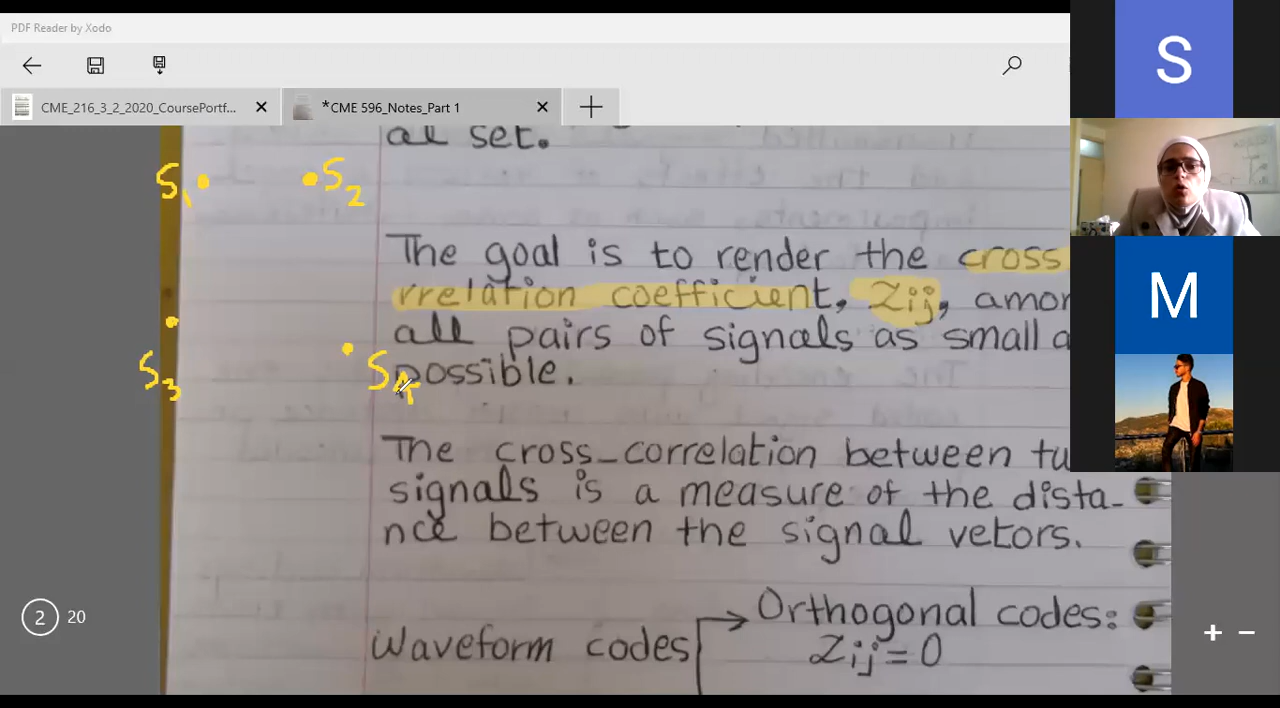 PDF Reader by Xodo
CME_216_3_2_2020_CoursePortf...
*CME 596_Notes_Part 1
al set.
S1
S2
The goal is to render the cross
rrelation coefficient, Zij, amon
all pairs of signals as small a
possible.
S3
S4
The cross-correlation between tw
signals is a measure of the dista-
nce between the signal vetors.
Orthogonal codes:
Waveform codes
Zij=0
2 20
S
M